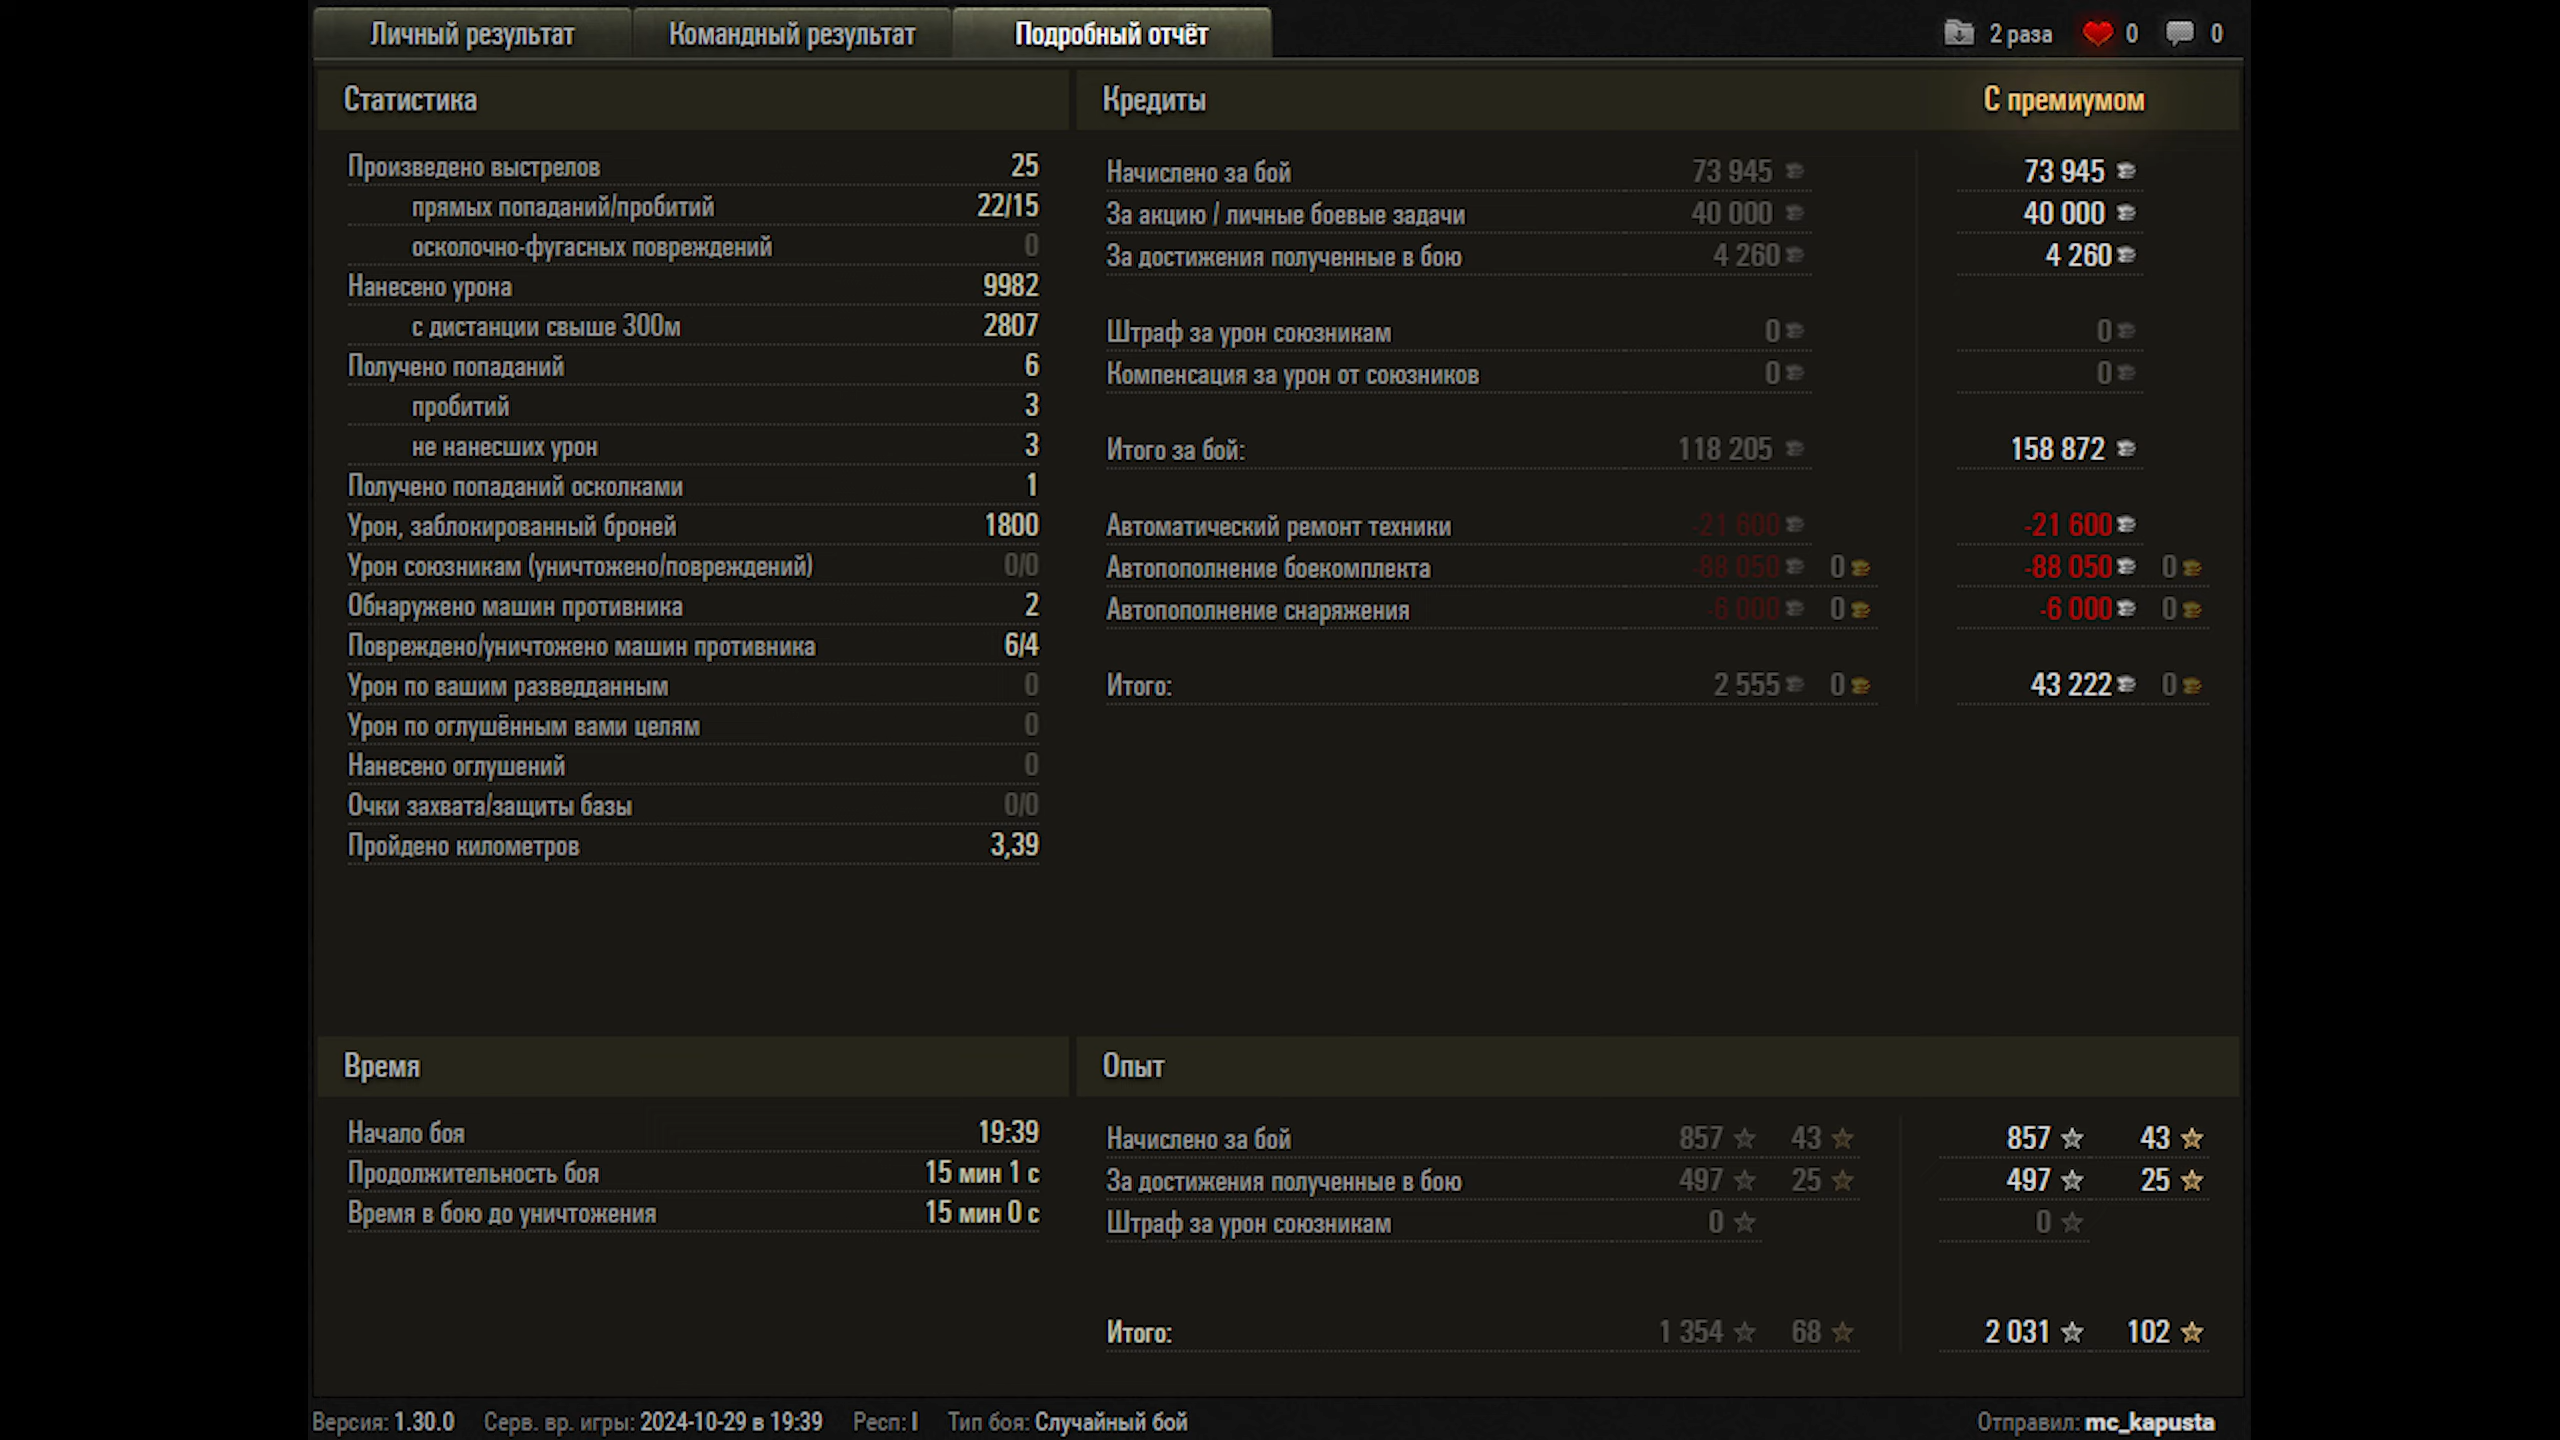 Личный результат Командный результат Подробный отчёт 2 раза 0 0
Статистика
Произведено выстрелов 25
прямых попаданий/пробитий 22/15
осколочно-фугасных повреждений 0
Нанесено урона 9982
с дистанции свыше 300м 2807
Получено попаданий 6
пробитий 3
не нанесших урон 3
Получено попаданий осколками 1
Урон, заблокированный броней 1800
Урон союзникам (уничтожено/повреждений) 0/0
Обнаружено машин противника 2
Повреждено/уничтожено машин противника 6/4
Урон по вашим разведданным 0
Урон по оглушённым вами целям 0
Нанесено оглушений 0
Очки захвата/защиты базы 0/0
Пройдено километров 3,39
Кредиты С премиумом
Начислено за бой 73 945 73 945
За акцию / личные боевые задачи 40 000 40 000
За достижения полученные в бою 4 260 4 260
Штраф за урон союзникам 0 0
Компенсация за урон от союзников 0 0
Итого за бой: 118 205 158 872
Автоматический ремонт техники -21 600 -21 600
Автопополнение боекомплекта -88 050 0 -88 050 0
Автопополнение снаряжения -6 000 0 -6 000 0
Итого: 2 555 0 43 222 0
Время
Начало боя 19:39
Продолжительность боя 15 мин 1 с
Время в бою до уничтожения 15 мин 0 с
Опыт
Начислено за бой 857 43 857 43
За достижения полученные в бою 497 25 497 25
Штраф за урон союзникам 0 0
Итого: 1 354 68 2 031 102
Версия: 1.30.0 Серв. вр. игры: 2024-10-29 в 19:39 Респ: I Тип боя: Случайный бой Отправил: mc_kapusta